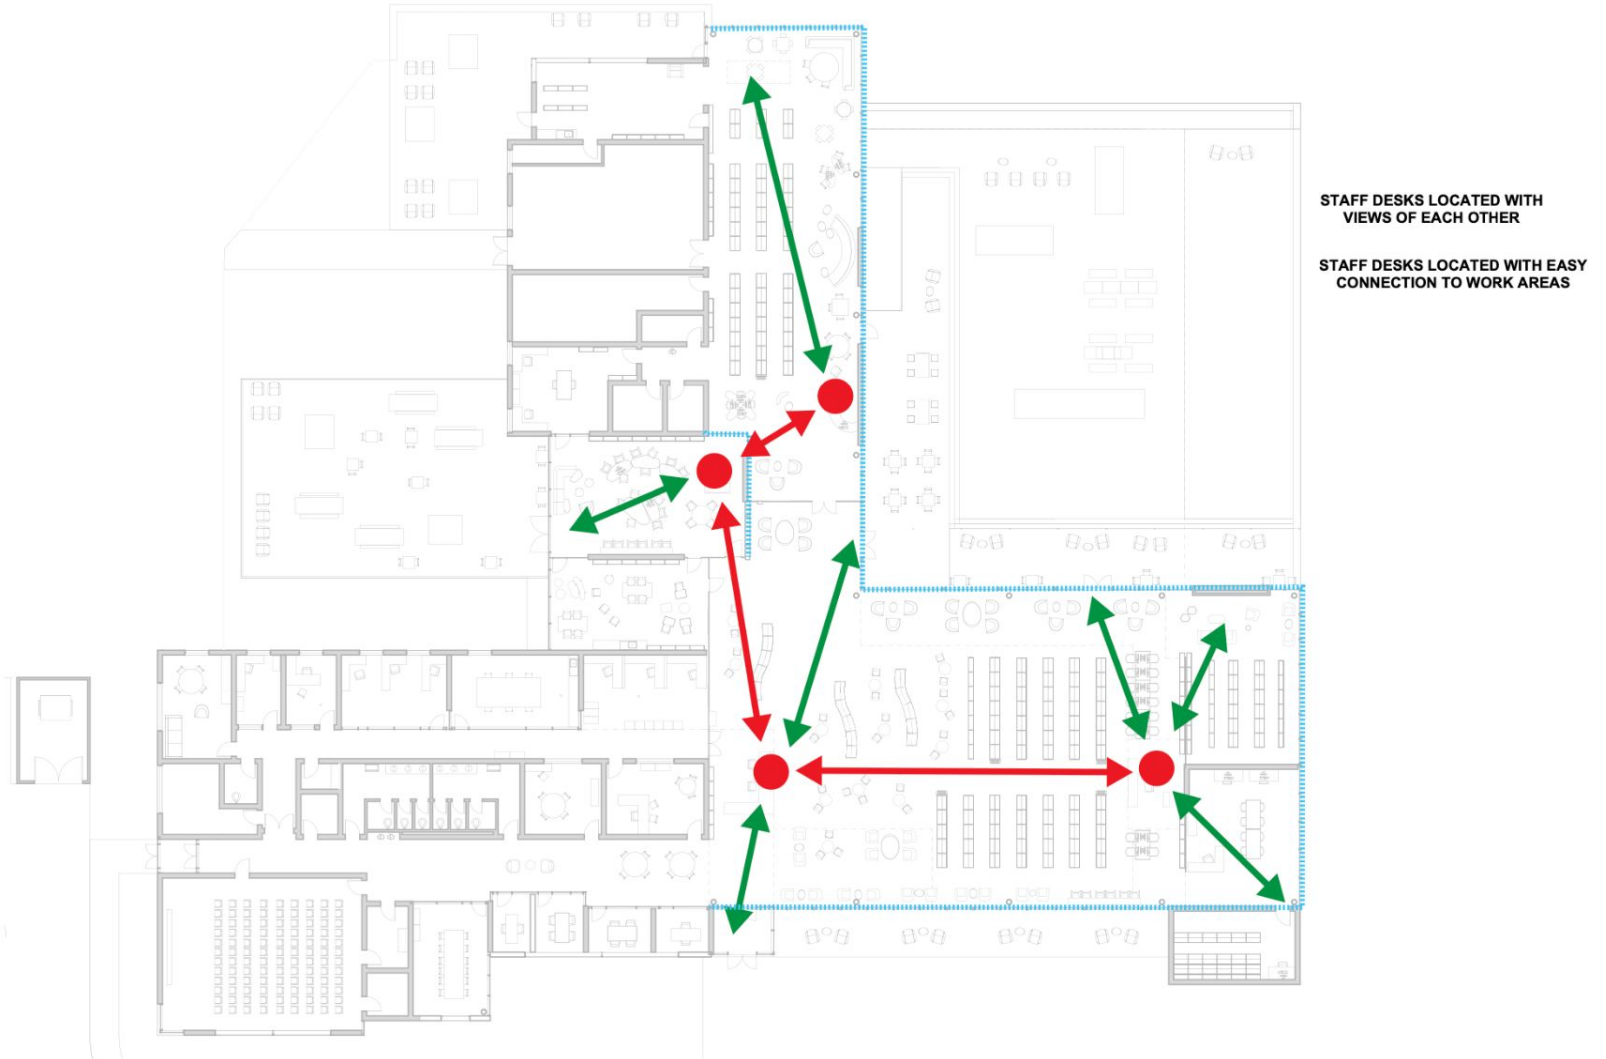 STAFF DESKS LOCATED WITH
VIEWS OF EACH OTHER
STAFF DESKS LOCATED WITH EASY
CONNECTION TO WORK AREAS